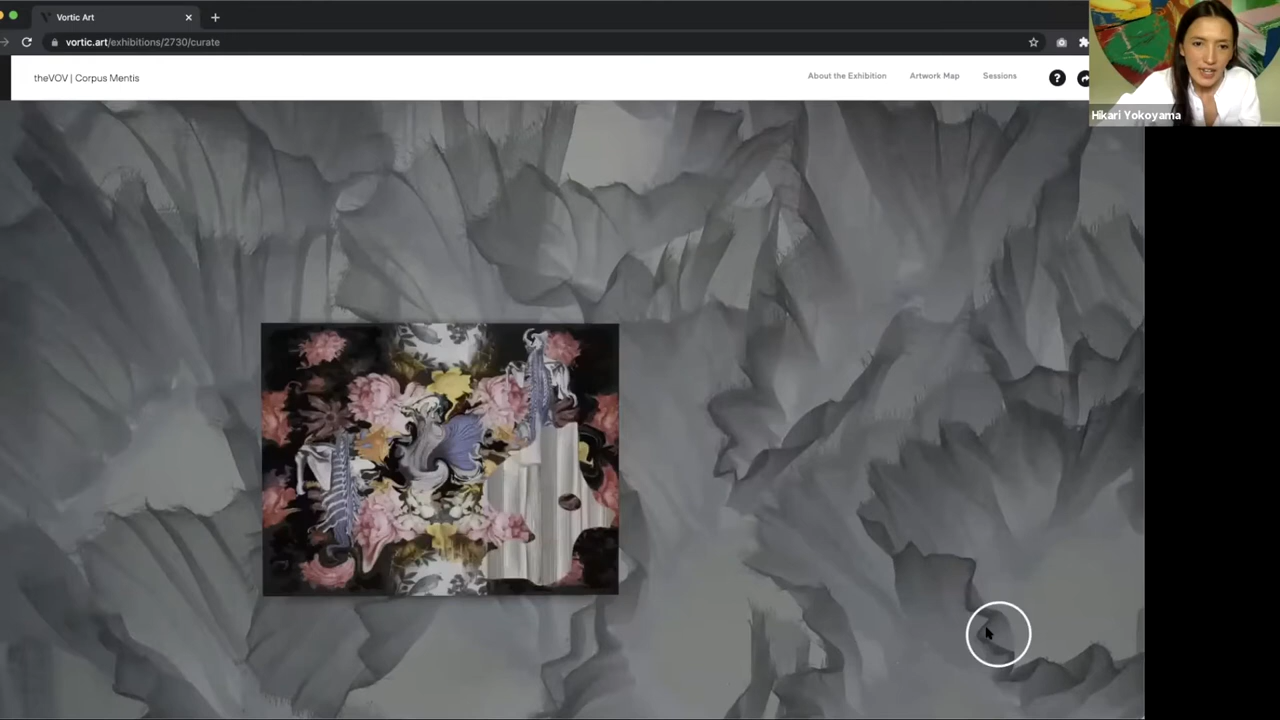 Vortic Art
vortic.art/exhibitions/2730/curate
theVOV | Corpus Mentis
About the Exhibition
Artwork Map
Sessions
?
Hikari Yokoyama